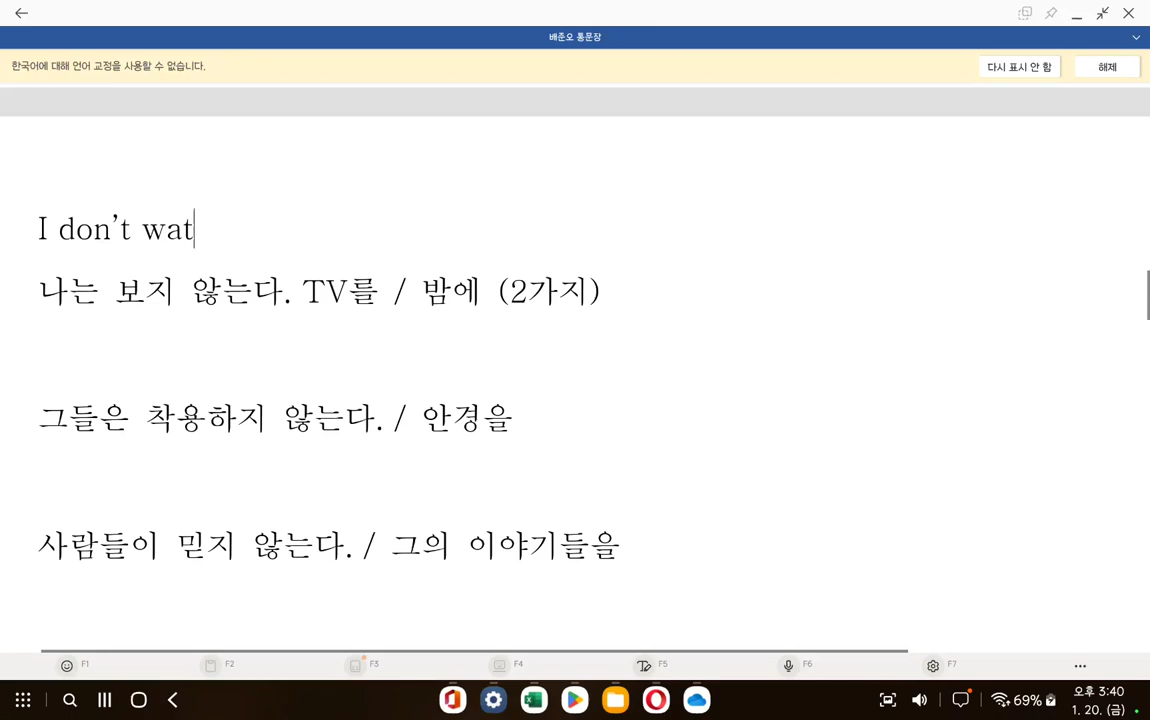 배준오 통문장
한국어에 대해 언어 교정을 사용할 수 없습니다. 다시 표시 안 함 해제
I don't wat
나는 보지 않는다. TV를 / 밤에 (2가지)
그들은 착용하지 않는다. / 안경을
사람들이 믿지 않는다. / 그의 이야기들을
F1 F2 F3 F4 F5 F6 F7
69% 오후 3:40
1. 20. (금)